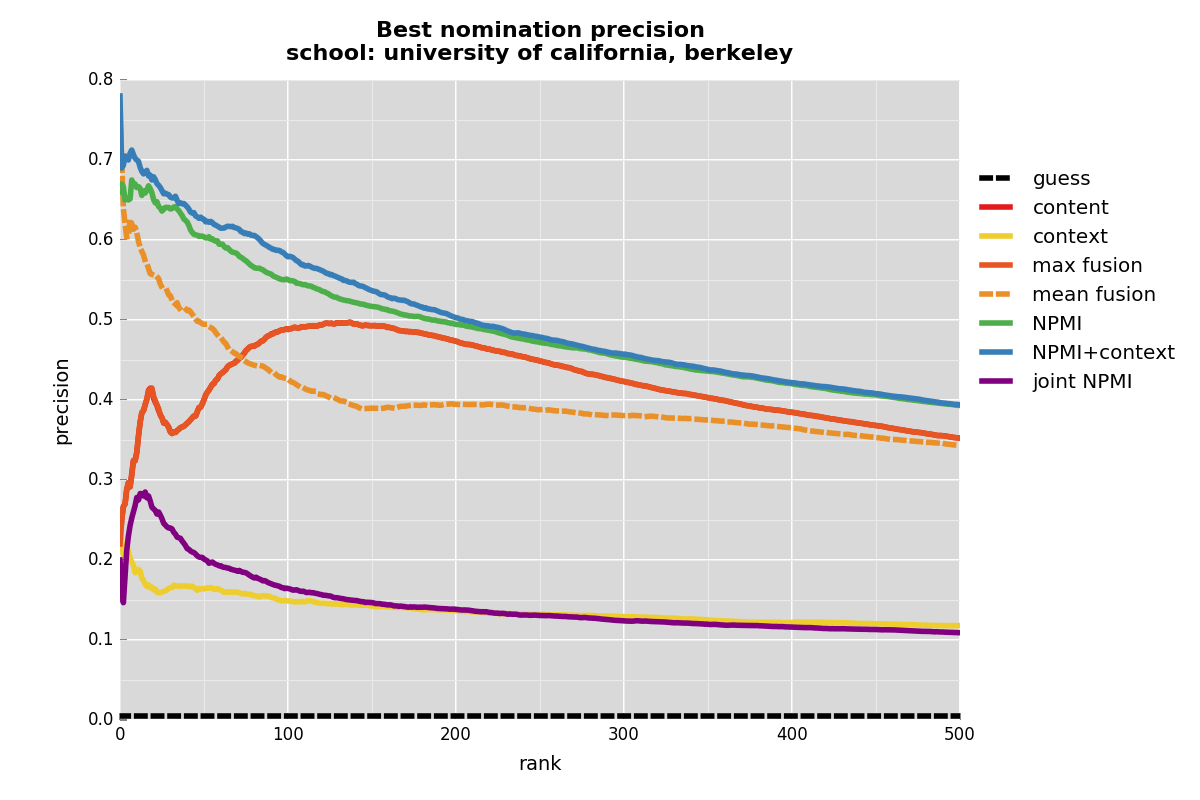 Best nomination precision
school: university of california, berkeley
precision
0.8
0.7
0.6
0.5
0.4
0.3
0.2
0.1
0.0
0
100
200
300
400
500
rank
guess
content
context
max fusion
mean fusion
NPMI
NPMI+context
joint NPMI